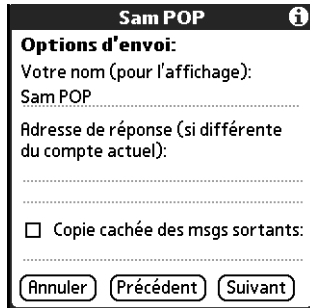 Sam POP
Options d'envoi:
Votre nom (pour l'affichage):
Sam POP
Adresse de réponse (si différente
du compte actuel):
Copie cachée des msgs sortants:
Annuler Précédent Suivant